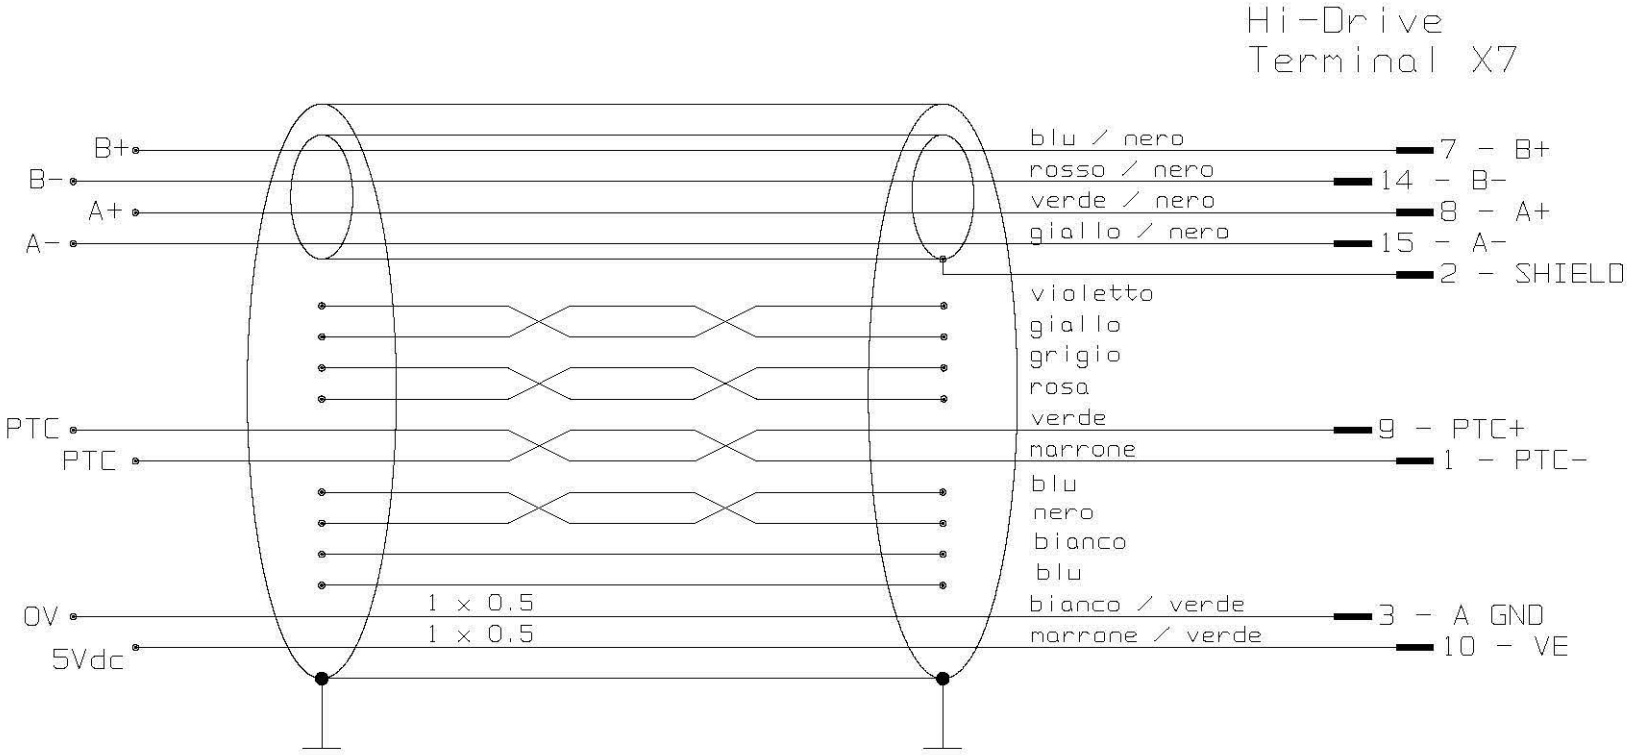 Hi-Drive
Terminal X7
B+ blu / nero 7 - B+
B- rosso / nero 14 - B-
A+ verde / nero 8 - A+
A- giallo / nero 15 - A-
2 - SHIELD
violetto
giallo
grigio
rosa
PTC verde 9 - PTC+
PTC marrone 1 - PTC-
blu
nero
bianco
blu
0V 1 x 0.5 bianco / verde 3 - A GND
5Vdc 1 x 0.5 marrone / verde 10 - VE